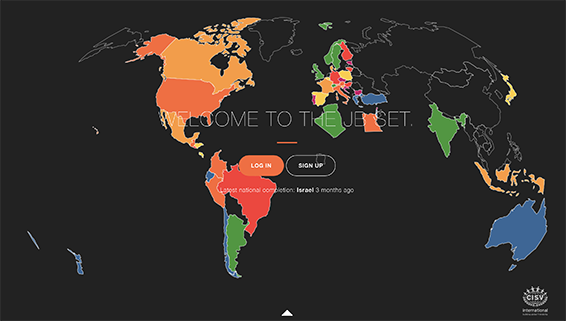 WELCOME TO THE JB SET.
LOG IN
SIGN UP
Latest national completion: Israel 3 months ago
CISV
international